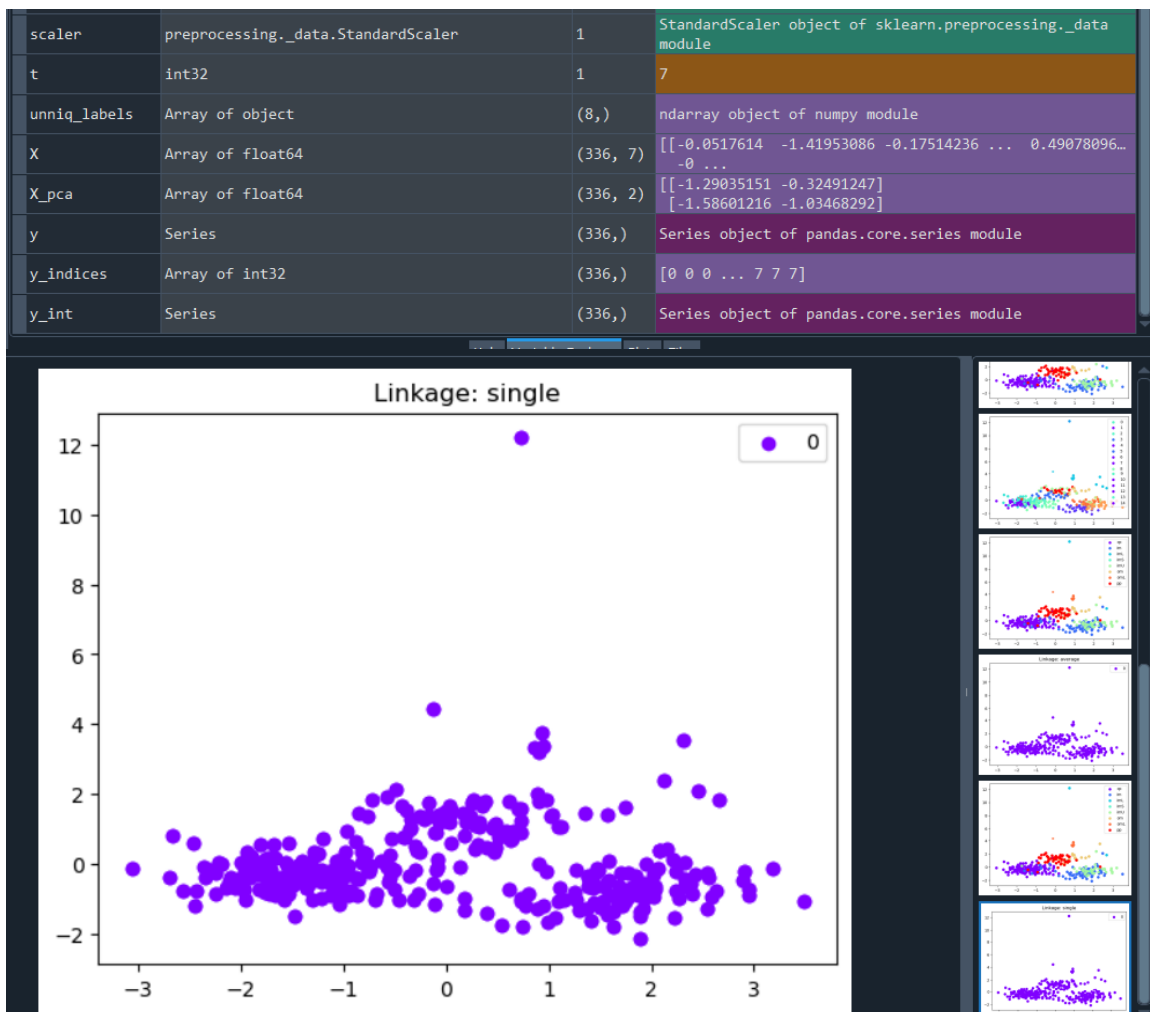 scaler preprocessing._data.StandardScaler 1 StandardScaler object of sklearn.preprocessing._data
module
t int32 1 7
unniq_labels Array of object (8,) ndarray object of numpy module
X Array of float64 (336, 7) [[-0.0517614 -1.41953086 -0.17514236 ... 0.49078096…
-0 ...
X_pca Array of float64 (336, 2) [[-1.29035151 -0.32491247]
[-1.58601216 -1.03468292]
y Series (336,) Series object of pandas.core.series module
y_indices Array of int32 (336,) [0 0 0 ... 7 7 7]
y_int Series (336,) Series object of pandas.core.series module
Linkage: single
0
12
10
8
6
4
2
0
−2
−3 −2 −1 0 1 2 3
Linkage: average
Linkage: single